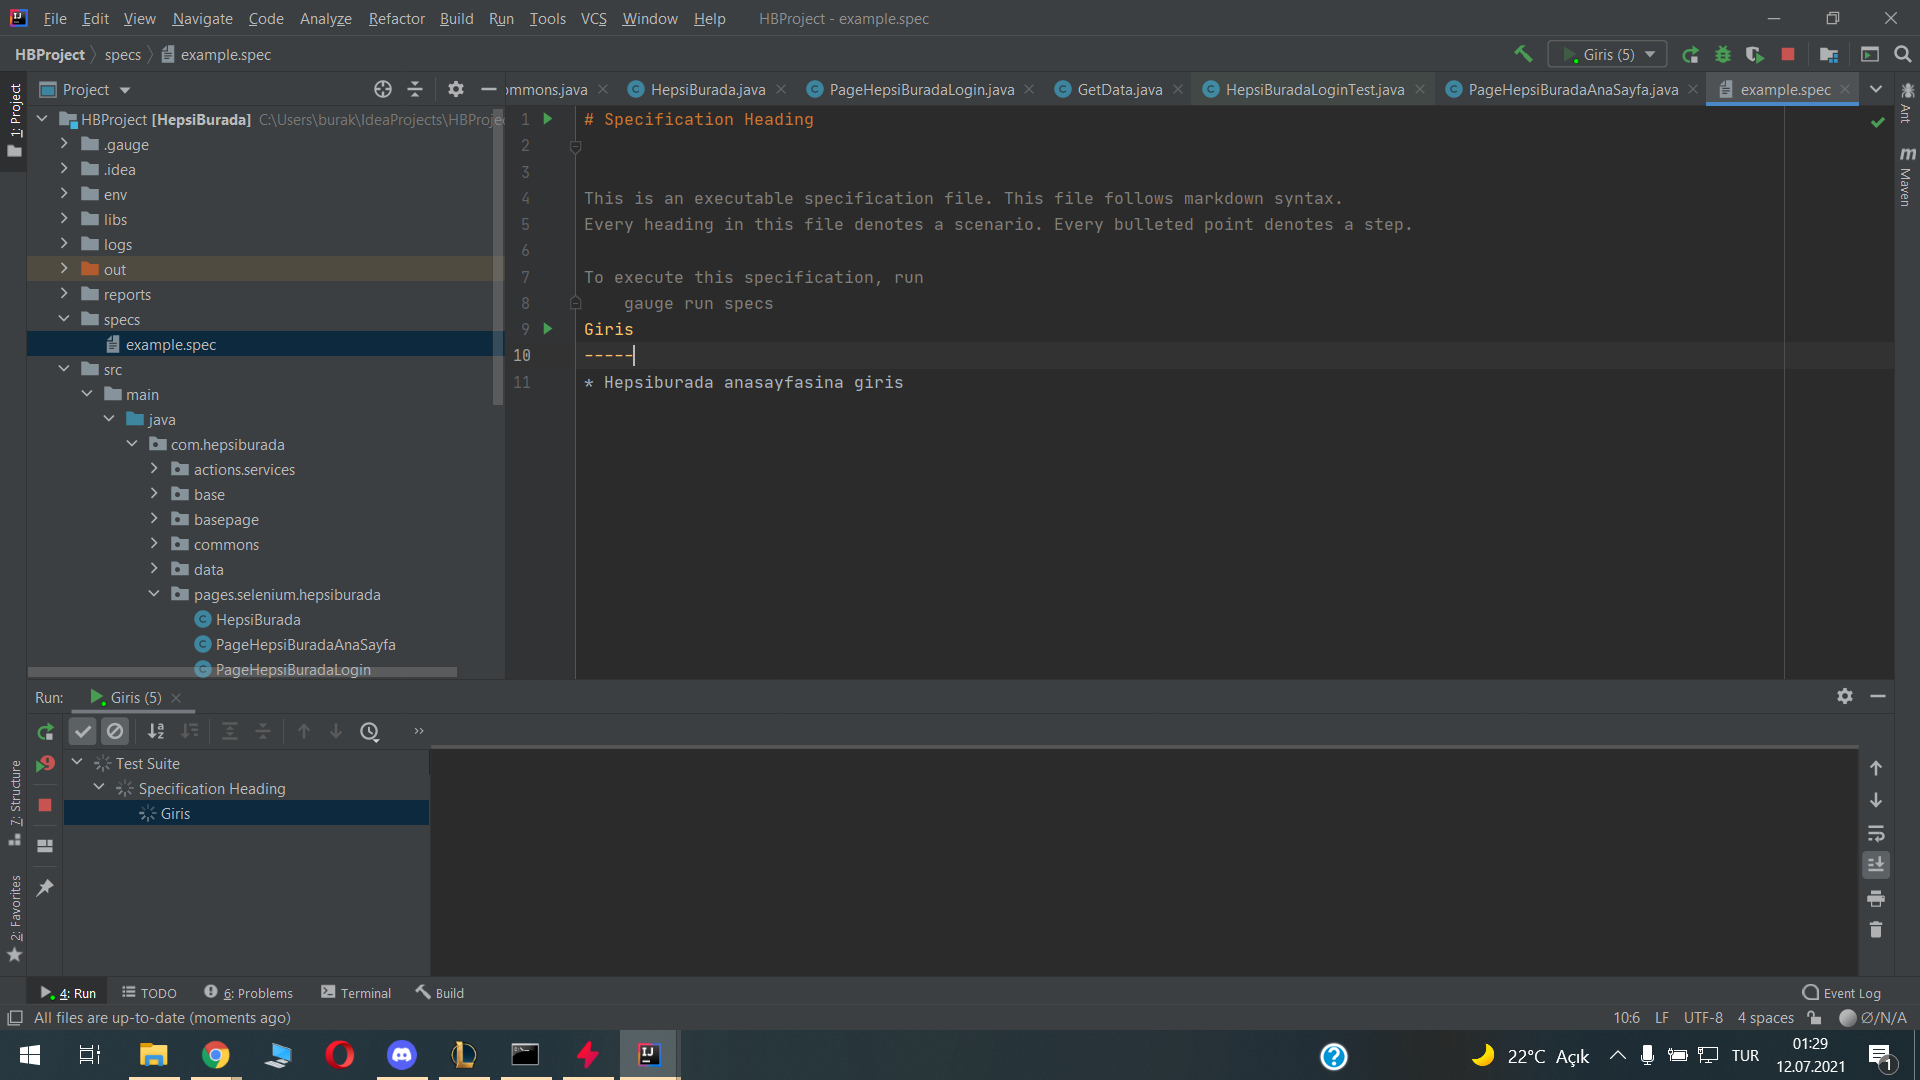 File Edit View Navigate Code Analyze Refactor Build Run Tools VCS Window Help HBProject - example.spec
HBProject specs example.spec Giris (5)
Project ommons.java HepsiBurada.java PageHepsiBuradaLogin.java GetData.java HepsiBuradaLoginTest.java PageHepsiBuradaAnaSayfa.java example.spec
1: Project
HBProject [HepsiBurada] C:\Users\burak\IdeaProjects\HBProje
.gauge
.idea
env
libs
logs
out
reports
specs
example.spec
src
main
java
com.hepsiburada
actions.services
base
basepage
commons
data
pages.selenium.hepsiburada
HepsiBurada
PageHepsiBuradaAnaSayfa
PageHepsiBuradaLogin
1 # Specification Heading
2
3
4 This is an executable specification file. This file follows markdown syntax.
5 Every heading in this file denotes a scenario. Every bulleted point denotes a step.
6
7 To execute this specification, run
8 gauge run specs
9 Giris
10 -----
11 * Hepsiburada anasayfasina giris
Ant
Maven
Run: Giris (5)
Test Suite
Specification Heading
Giris
7: Structure
2: Favorites
4: Run TODO 6: Problems Terminal Build Event Log
All files are up-to-date (moments ago) 10:6 LF UTF-8 4 spaces Ø/N/A
22°C Açık TUR 01:29
12.07.2021
1